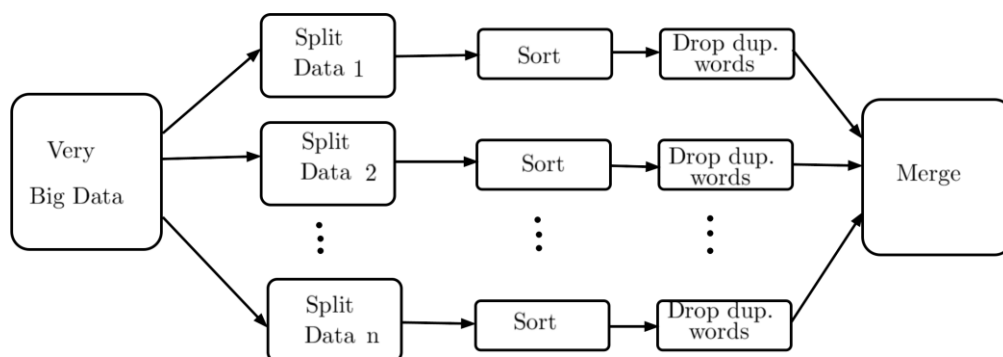 Very
Big Data
Split
Data 1
Sort
Drop dup.
words
Split
Data 2
Sort
Drop dup.
words
Split
Data n
Sort
Drop dup.
words
Merge